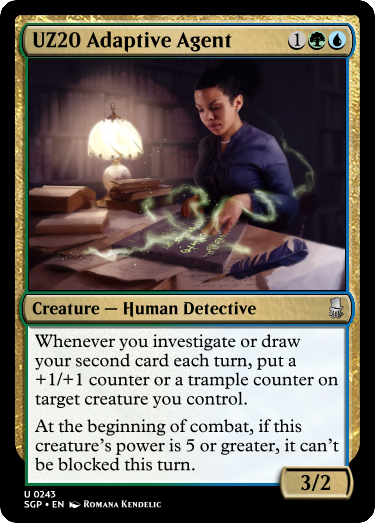 UZ20 Adaptive Agent 1
Creature — Human Detective
Whenever you investigate or draw
your second card each turn, put a
+1/+1 counter or a trample counter on
target creature you control.
At the beginning of combat, if this
creature's power is 5 or greater, it can't
be blocked this turn.
3/2
U 0243
SGP • EN Romana Kendelic